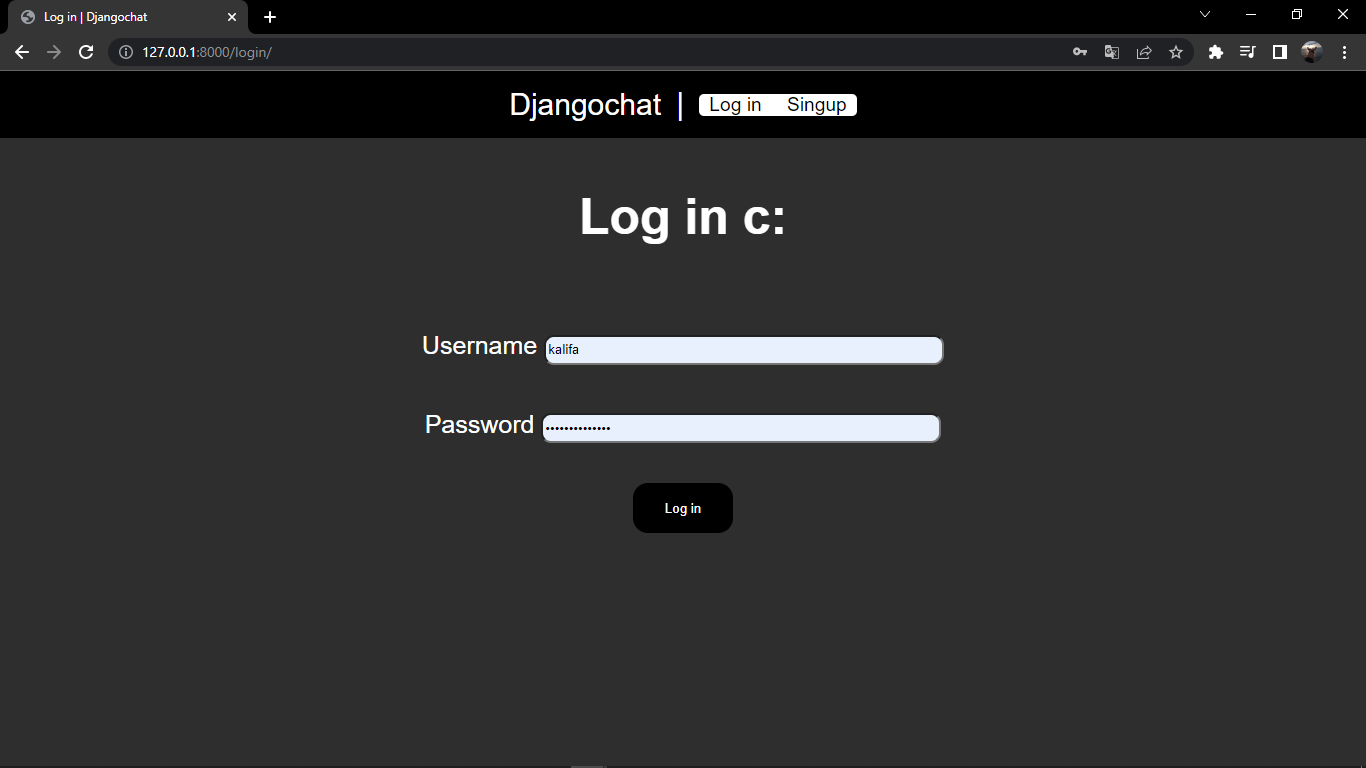 Log in | Djangochat
127.0.0.1:8000/login/
Djangochat | Log in Singup
Log in c:
Username kalifa
Password ••••••••••••••
Log in